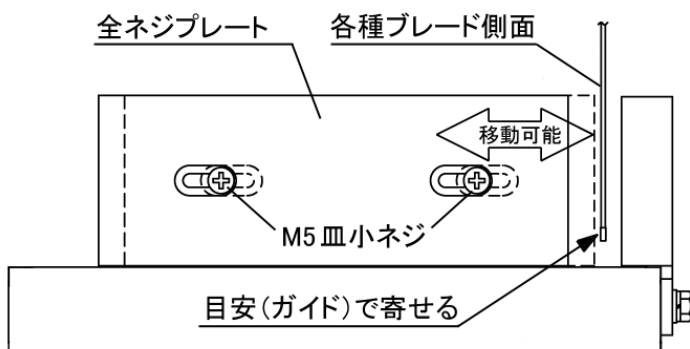 全ネジプレート
各種ブレード側面
移動可能
M5皿小ネジ
目安(ガイド)で寄せる